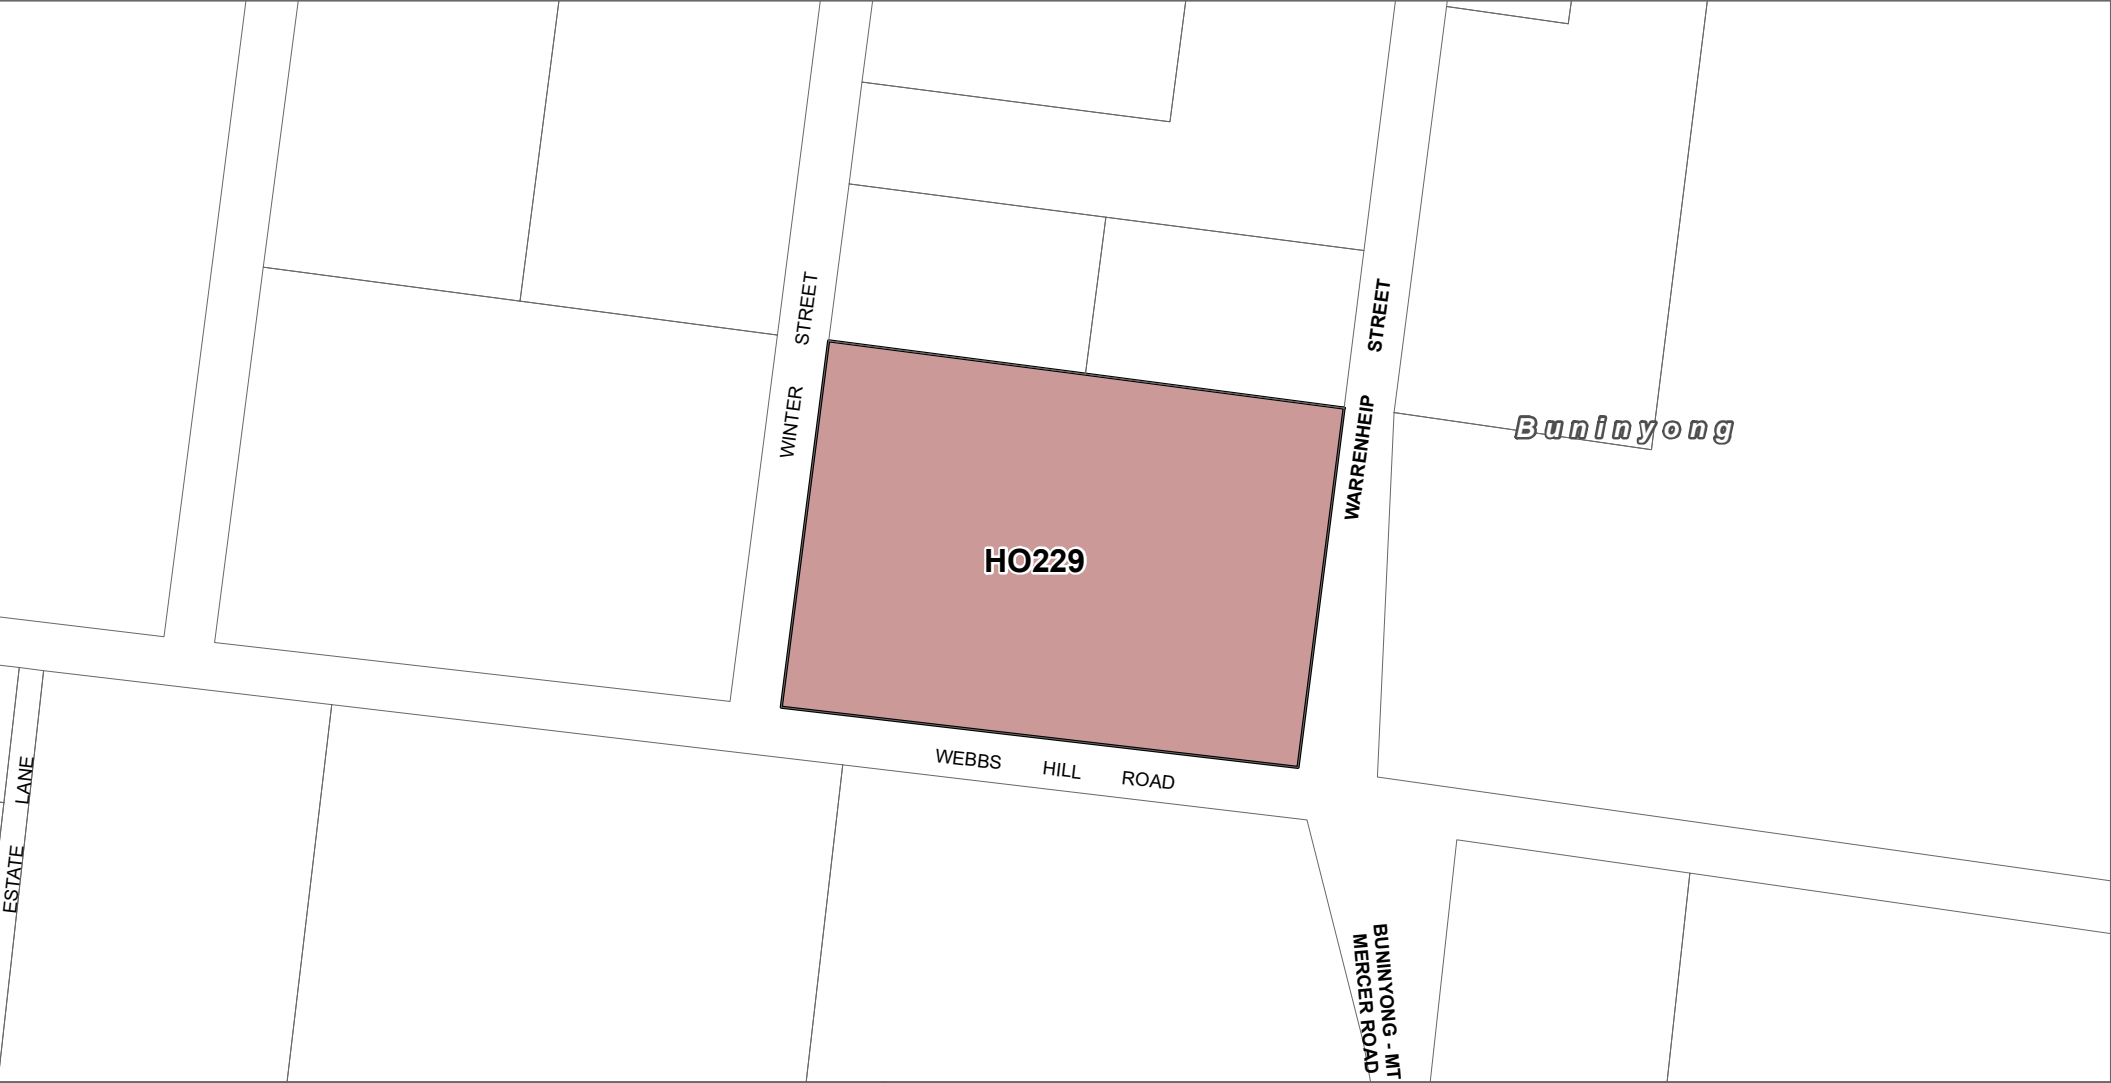 WINTER STREET
WARRENHEIP STREET
Buninyong
HO229
WEBBS HILL ROAD
ESTATE LANE
BUNINYONG - MT
MERCER ROAD